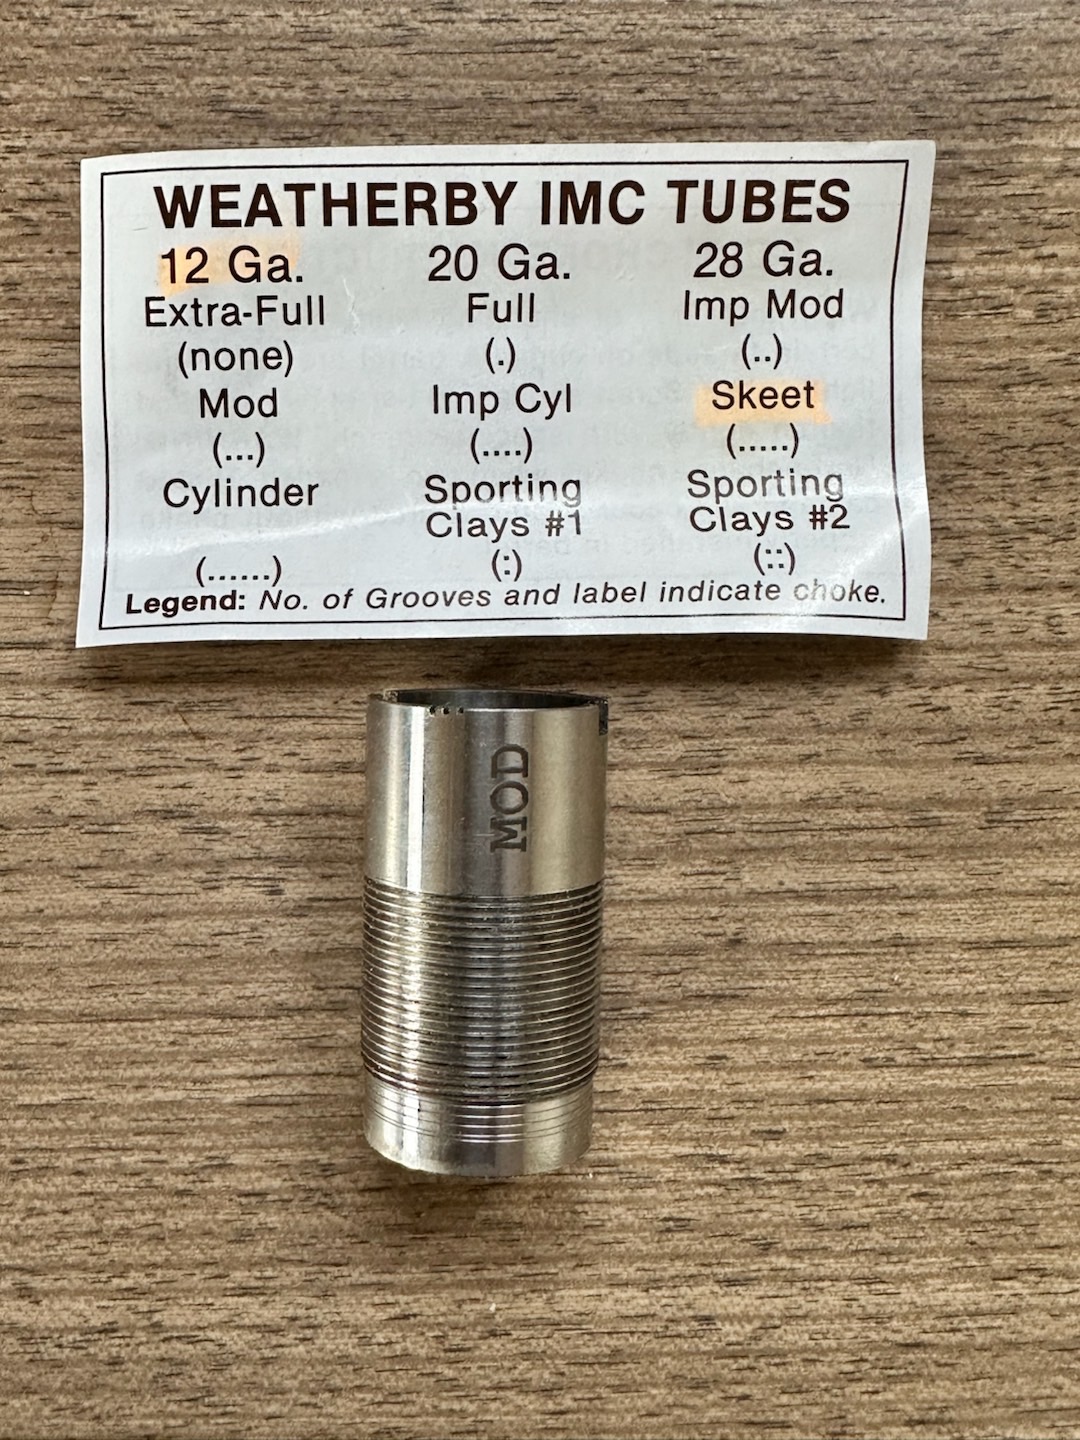 WEATHERBY IMC TUBES
12 Ga. 20 Ga. 28 Ga.
Extra-Full Full Imp Mod
(none) (.) (..)
Mod Imp Cyl Skeet
(...) (....) (.....)
Cylinder Sporting Sporting
Clays #1 Clays #2
(......) (:) (::)
Legend: No. of Grooves and label indicate choke.
MOD